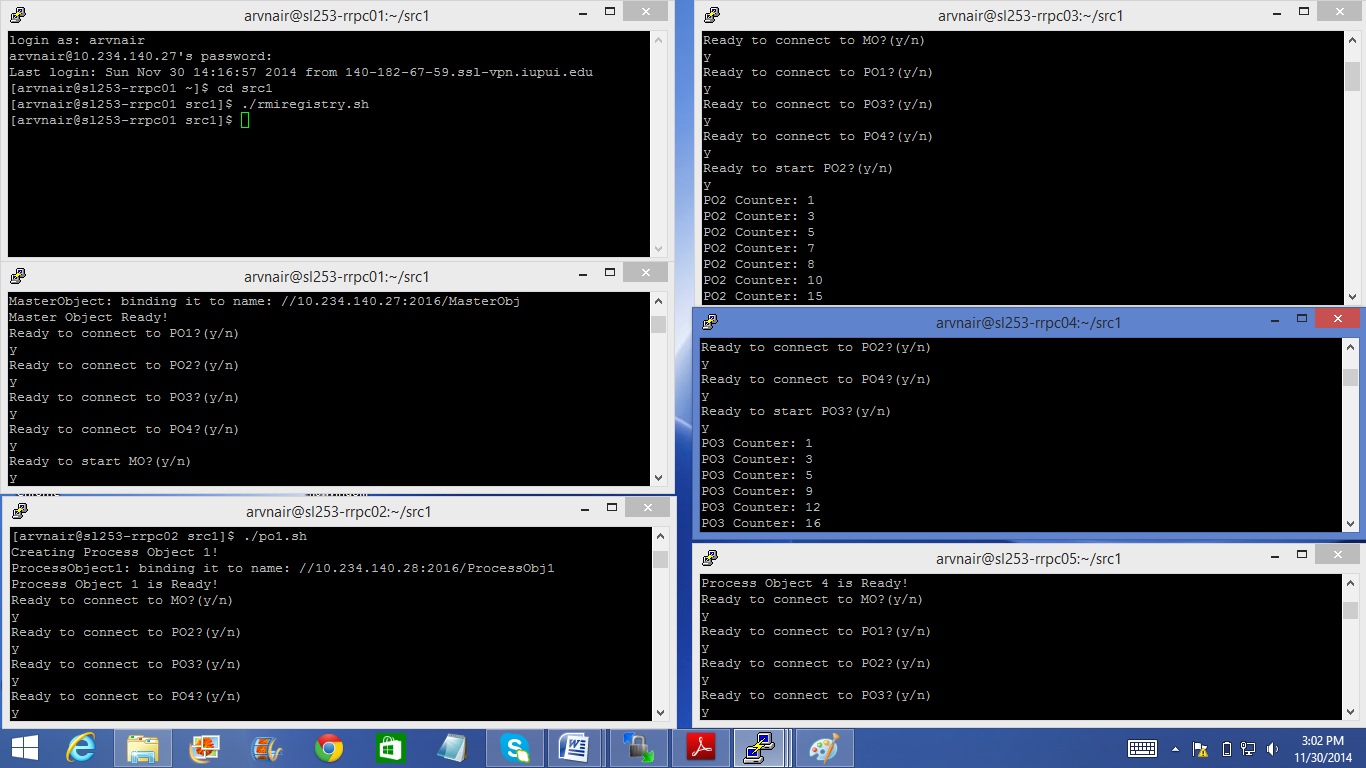 arvnair@sl253-rrpc01:~/src1
login as: arvnair
arvnair@10.234.140.27's password:
Last login: Sun Nov 30 14:16:57 2014 from 140-182-67-59.ssl-vpn.iupui.edu
[arvnair@sl253-rrpc01 ~]$ cd src1
[arvnair@sl253-rrpc01 src1]$ ./rmiregistry.sh
[arvnair@sl253-rrpc01 src1]$
arvnair@sl253-rrpc01:~/src1
MasterObject: binding it to name: //10.234.140.27:2016/MasterObj
Master Object Ready!
Ready to connect to PO1?(y/n)
y
Ready to connect to PO2?(y/n)
y
Ready to connect to PO3?(y/n)
y
Ready to connect to PO4?(y/n)
y
Ready to start MO?(y/n)
y
arvnair@sl253-rrpc02:~/src1
[arvnair@sl253-rrpc02 src1]$ ./po1.sh
Creating Process Object 1!
ProcessObject1: binding it to name: //10.234.140.28:2016/ProcessObj1
Process Object 1 is Ready!
Ready to connect to MO?(y/n)
y
Ready to connect to PO2?(y/n)
y
Ready to connect to PO3?(y/n)
y
Ready to connect to PO4?(y/n)
y
arvnair@sl253-rrpc03:~/src1
Ready to connect to MO?(y/n)
y
Ready to connect to PO1?(y/n)
y
Ready to connect to PO3?(y/n)
y
Ready to connect to PO4?(y/n)
y
Ready to start PO2?(y/n)
y
PO2 Counter: 1
PO2 Counter: 3
PO2 Counter: 5
PO2 Counter: 7
PO2 Counter: 8
PO2 Counter: 10
PO2 Counter: 15
arvnair@sl253-rrpc04:~/src1
Ready to connect to PO2?(y/n)
y
Ready to connect to PO4?(y/n)
y
Ready to start PO3?(y/n)
y
PO3 Counter: 1
PO3 Counter: 3
PO3 Counter: 5
PO3 Counter: 9
PO3 Counter: 12
PO3 Counter: 16
arvnair@sl253-rrpc05:~/src1
Process Object 4 is Ready!
Ready to connect to MO?(y/n)
y
Ready to connect to PO1?(y/n)
y
Ready to connect to PO2?(y/n)
y
Ready to connect to PO3?(y/n)
y
3:02 PM
11/30/2014